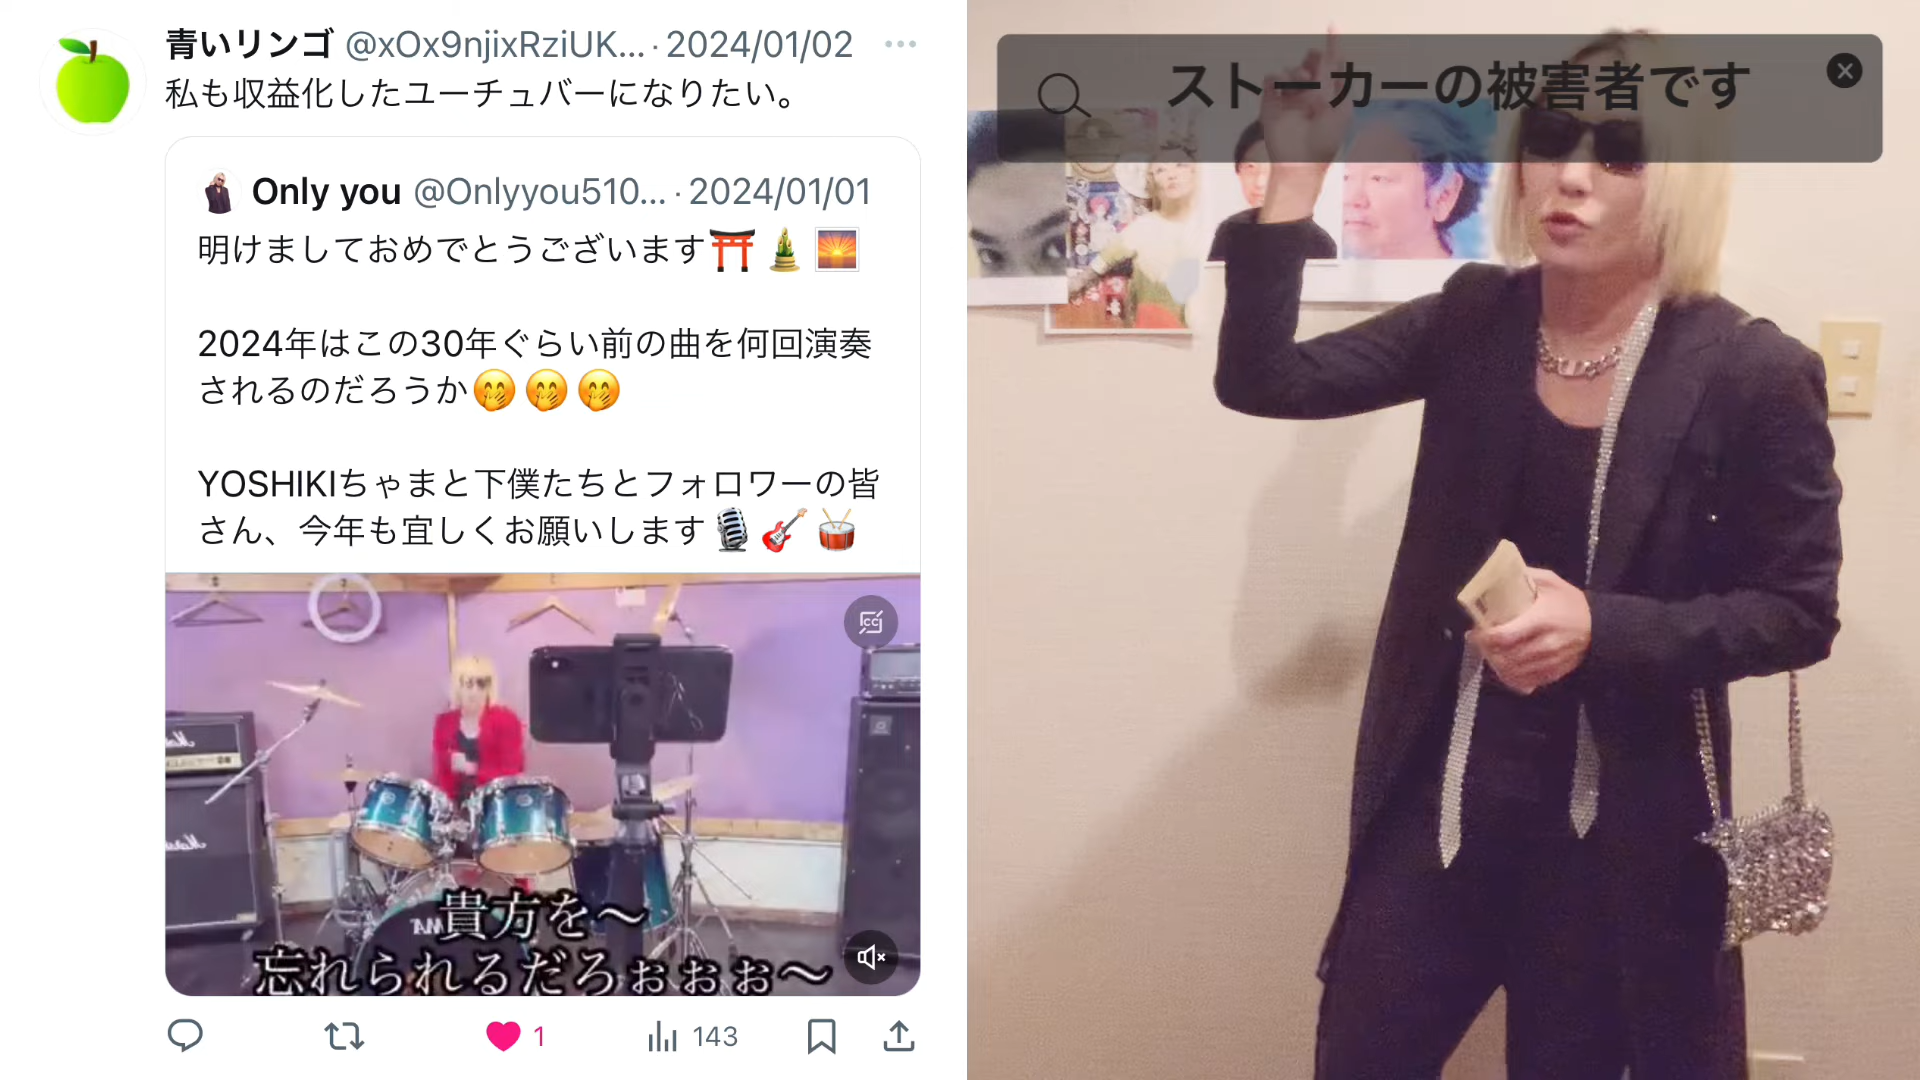 青いリンゴ @xOx9njixRziUK... · 2024/01/02
私も収益化したユーチュバーになりたい。
Only you @Onlyyou510... · 2024/01/01
明けましておめでとうございます⛩️🎍🌅
2024年はこの30年ぐらい前の曲を何回演奏
されるのだろうか🤭🤭🤭
YOSHIKIちゃまと下僕たちとフォロワーの皆
さん、今年も宜しくお願いします🎙️🎸🥁
貴方を〜
忘れられるだろぉぉぉ〜
1
143
ストーカーの被害者です